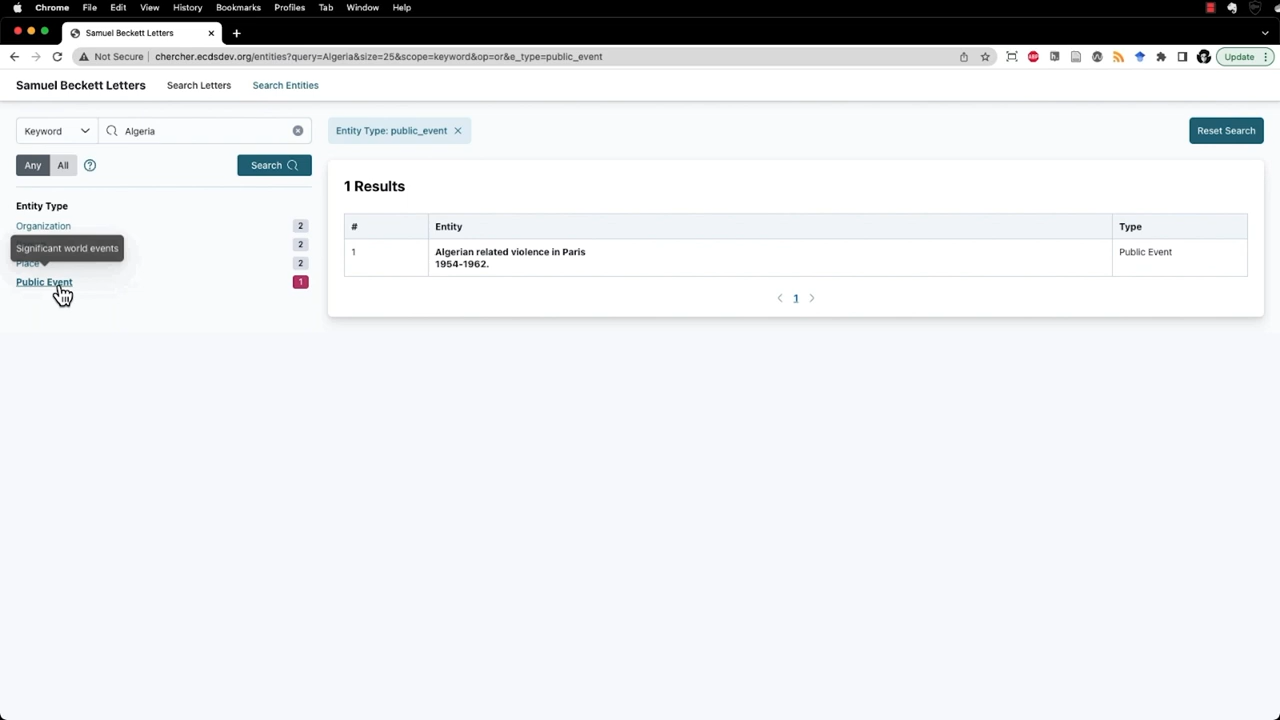 Chrome File Edit View History Bookmarks Profiles Tab Window Help
Samuel Beckett Letters
Not Secure chercher.ecdsdev.org/entities?query=Algeria&size=25&scope=keyword&op=or&e_type=public_event
Update
Samuel Beckett Letters Search Letters Search Entities
Keyword Algeria
Any All Search
Entity Type
Organization 2
2
Significant world events
Place 2
Public Event 1
Entity Type: public_event
Reset Search
1 Results
# Entity Type
1 Algerian related violence in Paris Public Event
1954-1962.
1